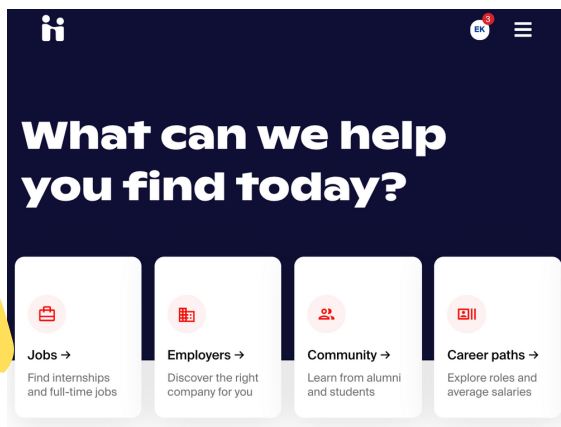 3
EK
What can we help
you find today?
Jobs →
Find internships
and full-time jobs
Employers →
Discover the right
company for you
Community →
Learn from alumni
and students
Career paths →
Explore roles and
average salaries